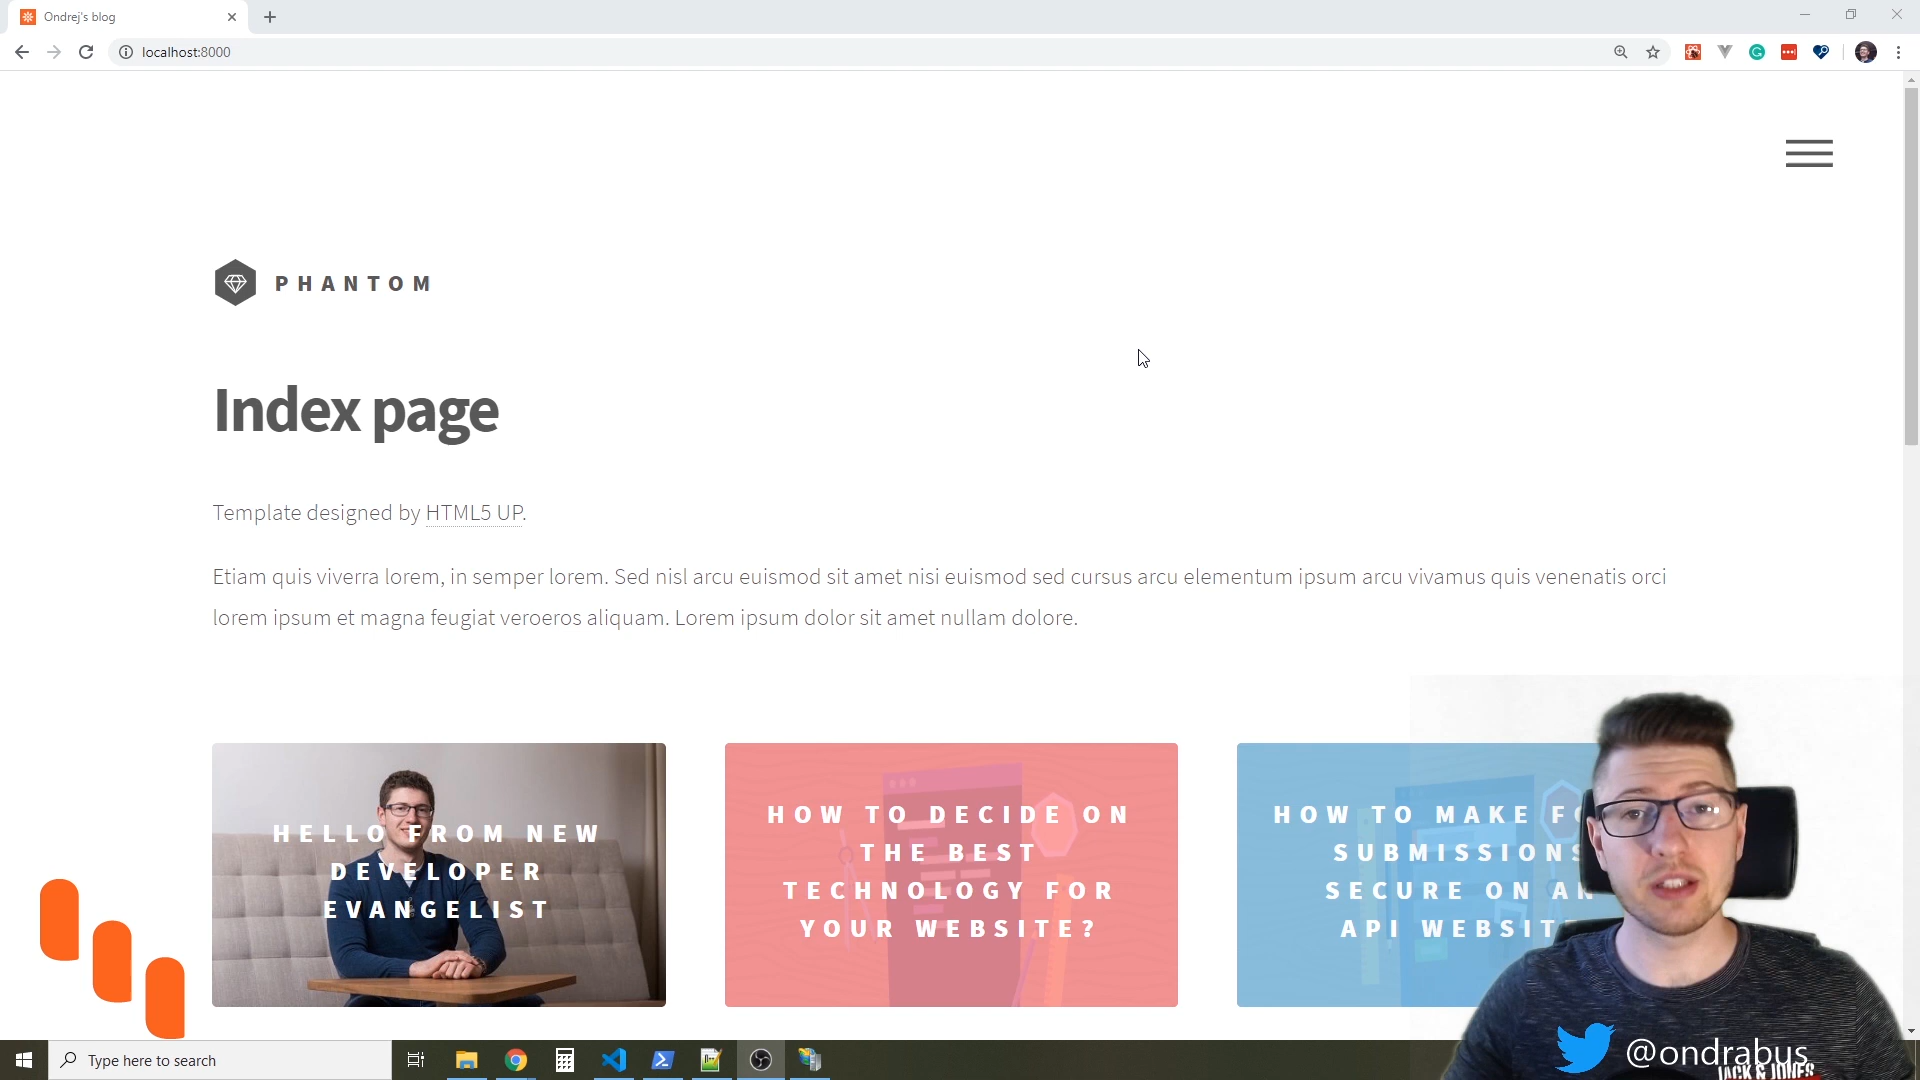 Ondrej's blog
localhost:8000
PHANTOM
Index page
Template designed by HTML5 UP.
Etiam quis viverra lorem, in semper lorem. Sed nisl arcu euismod sit amet nisi euismod sed cursus arcu elementum ipsum arcu vivamus quis venenatis orci
lorem ipsum et magna feugiat veroeros aliquam. Lorem ipsum dolor sit amet nullam dolore.
HELLO FROM NEW
DEVELOPER
EVANGELIST
HOW TO DECIDE ON
THE BEST
TECHNOLOGY FOR
YOUR WEBSITE?
HOW TO MAKE
SUBMISSIONS
SECURE ON AN
API
Type here to search
@ondrabus
JACK & JONES